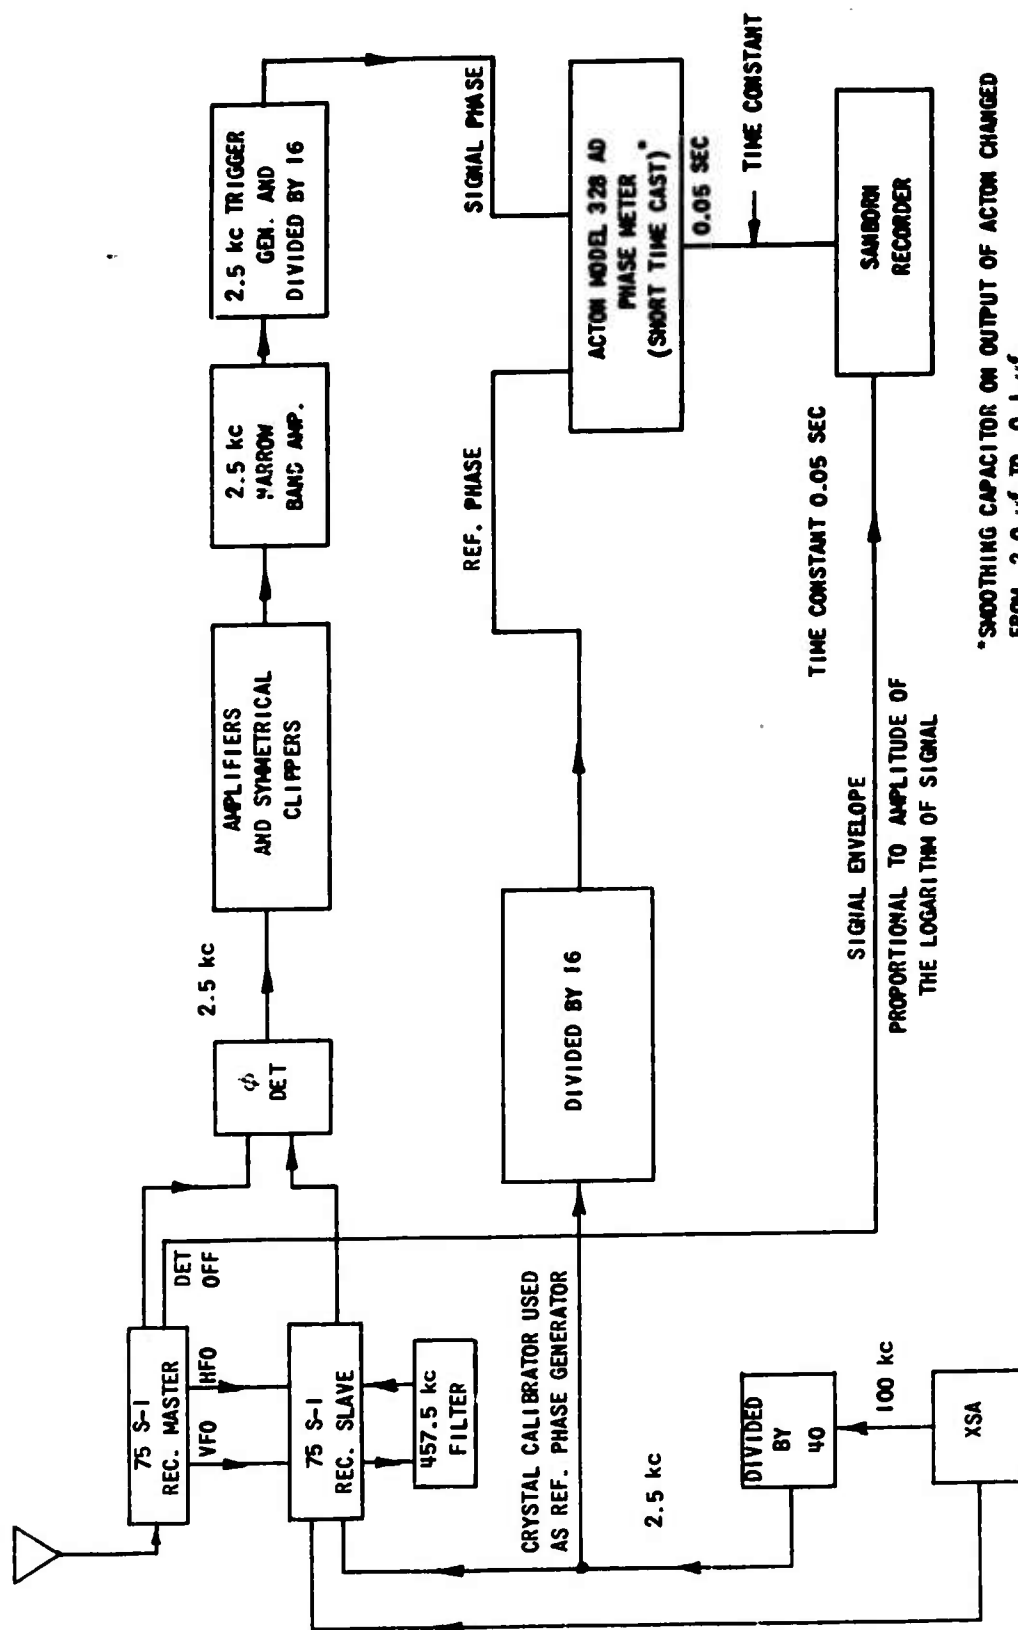 75 S-1
REC. MASTER
DET
OFF
VFO
HFO
75 S-1
REC. SLAVE
457.5 kc
FILTER
ϕ
DET
2.5 kc
AMPLIFIERS
AND SYMMETRICAL
CLIPPERS
2.5 kc
NARROW
BAND AMP.
2.5 kc TRIGGER
GEN. AND
DIVIDED BY 16
SIGNAL PHASE
CRYSTAL CALIBRATOR USED
AS REF. PHASE GENERATOR
DIVIDED BY 16
REF. PHASE
ACTON MODEL 328 AD
PHASE METER
(SHORT TIME CAST)*
0.05 SEC
TIME CONSTANT
2.5 kc
DIVIDED
BY
40
100 kc
XSA
TIME CONSTANT 0.05 SEC
SIGNAL ENVELOPE
PROPORTIONAL TO AMPLITUDE OF
THE LOGARITHM OF SIGNAL
SANBORN
RECORDER
*SMOOTHING CAPACITOR ON OUTPUT OF ACTON CHANGED
FROM